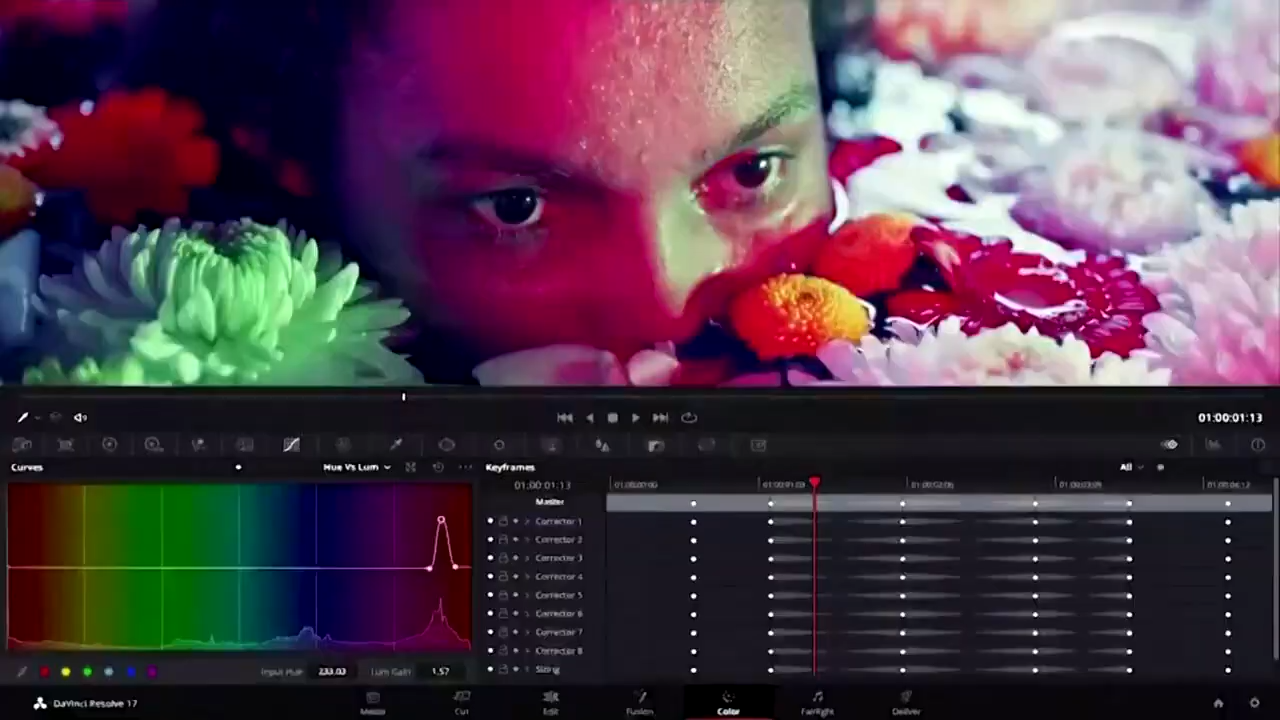 01:00:01:13
Curves
Hue Vs Lum
Keyframes
All
01:00:01:13
Master
Corrector 1
Corrector 2
Corrector 3
Corrector 4
Corrector 5
Corrector 6
Corrector 7
Corrector 8
Sizing
Input Hue 233.03 Lum Gain 1.57
DaVinci Resolve 17
Media
Cut
Edit
Fusion
Color
Fairlight
Deliver